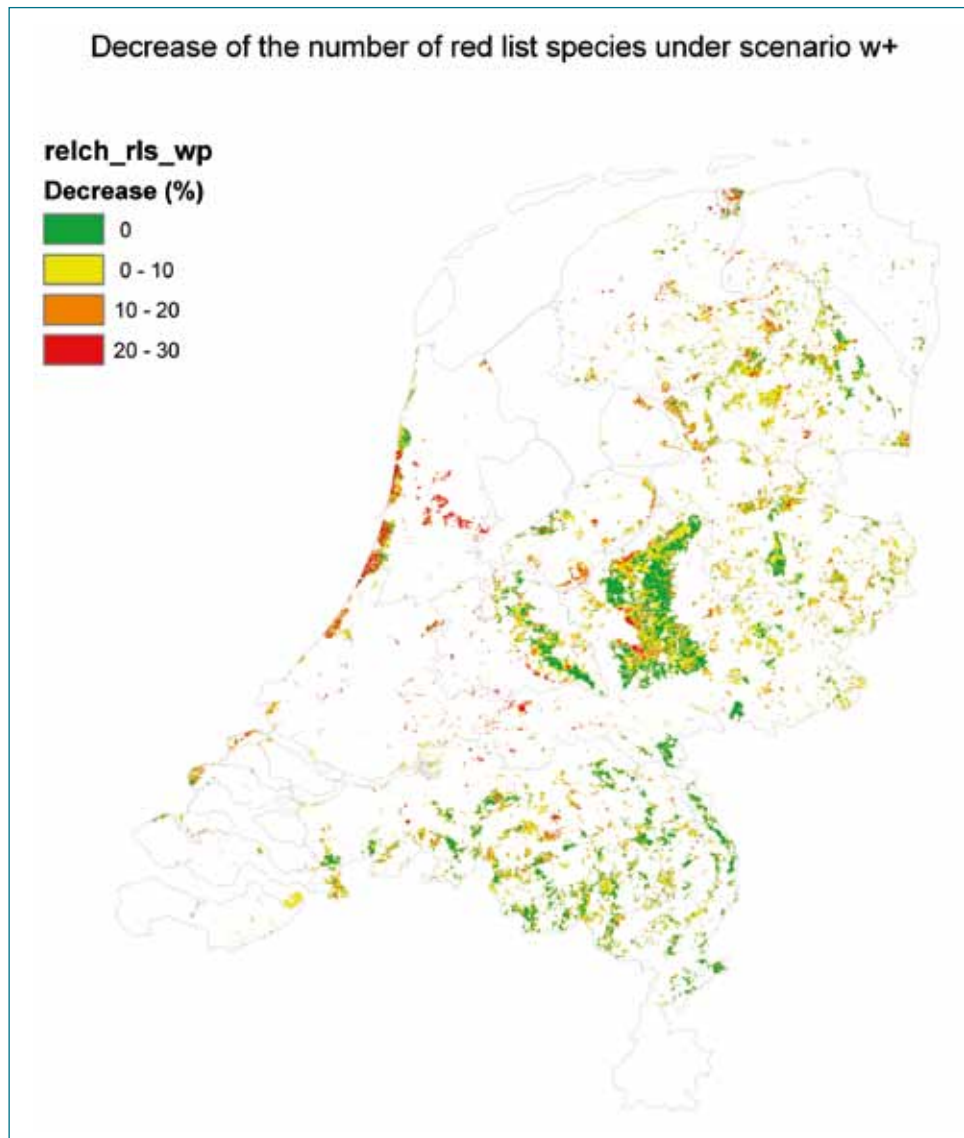 Decrease of the number of red list species under scenario w+
relch_rls_wp
Decrease (%)
0
0 - 10
10 - 20
20 - 30